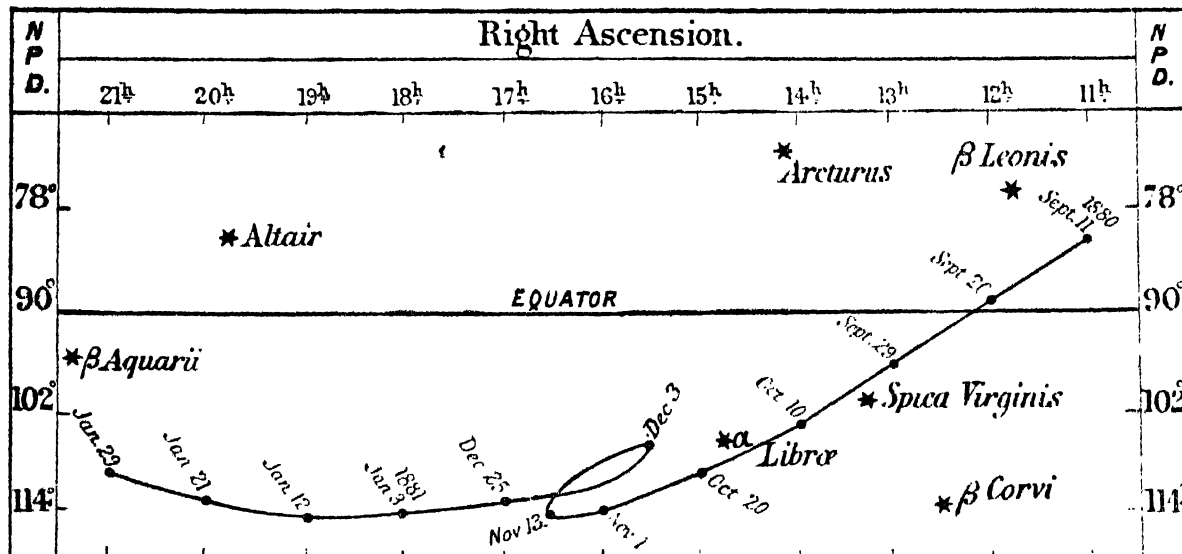 N P D.
Right Ascension.
N P D.
21h 20h 19h 18h 17h 16h 15h 14h 13h 12h 11h
Arcturus
β Leonis
78°
78°
Sept. 11
1880
Altair
Sept 20
90°
EQUATOR
90°
β Aquarii
Sept. 29
102°
Spica Virginis
102°
Oct 10
Dec 3
α Libræ
Jan. 29
Jan 21
Jan. 12
Jan 3
1881
Dec 25
Oct 20
β Corvi
114°
114°
Nov 13.
Nov. 1